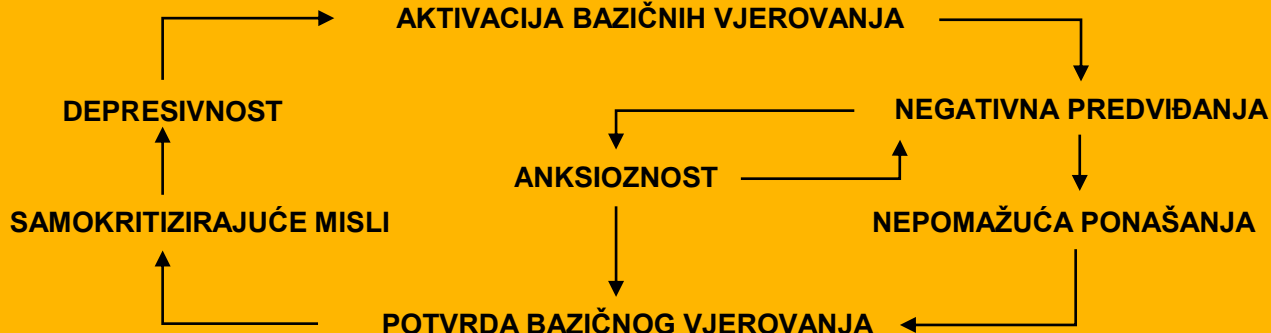 AKTIVACIJA BAZIČNIH VJEROVANJA
DEPRESIVNOST
NEGATIVNA PREDVIĐANJA
ANKSIOZNOST
SAMOKRITIZIRAJUĆE MISLI
NEPOMAŽUĆA PONAŠANJA
POTVRDA BAZIČNOG VJEROVANJA